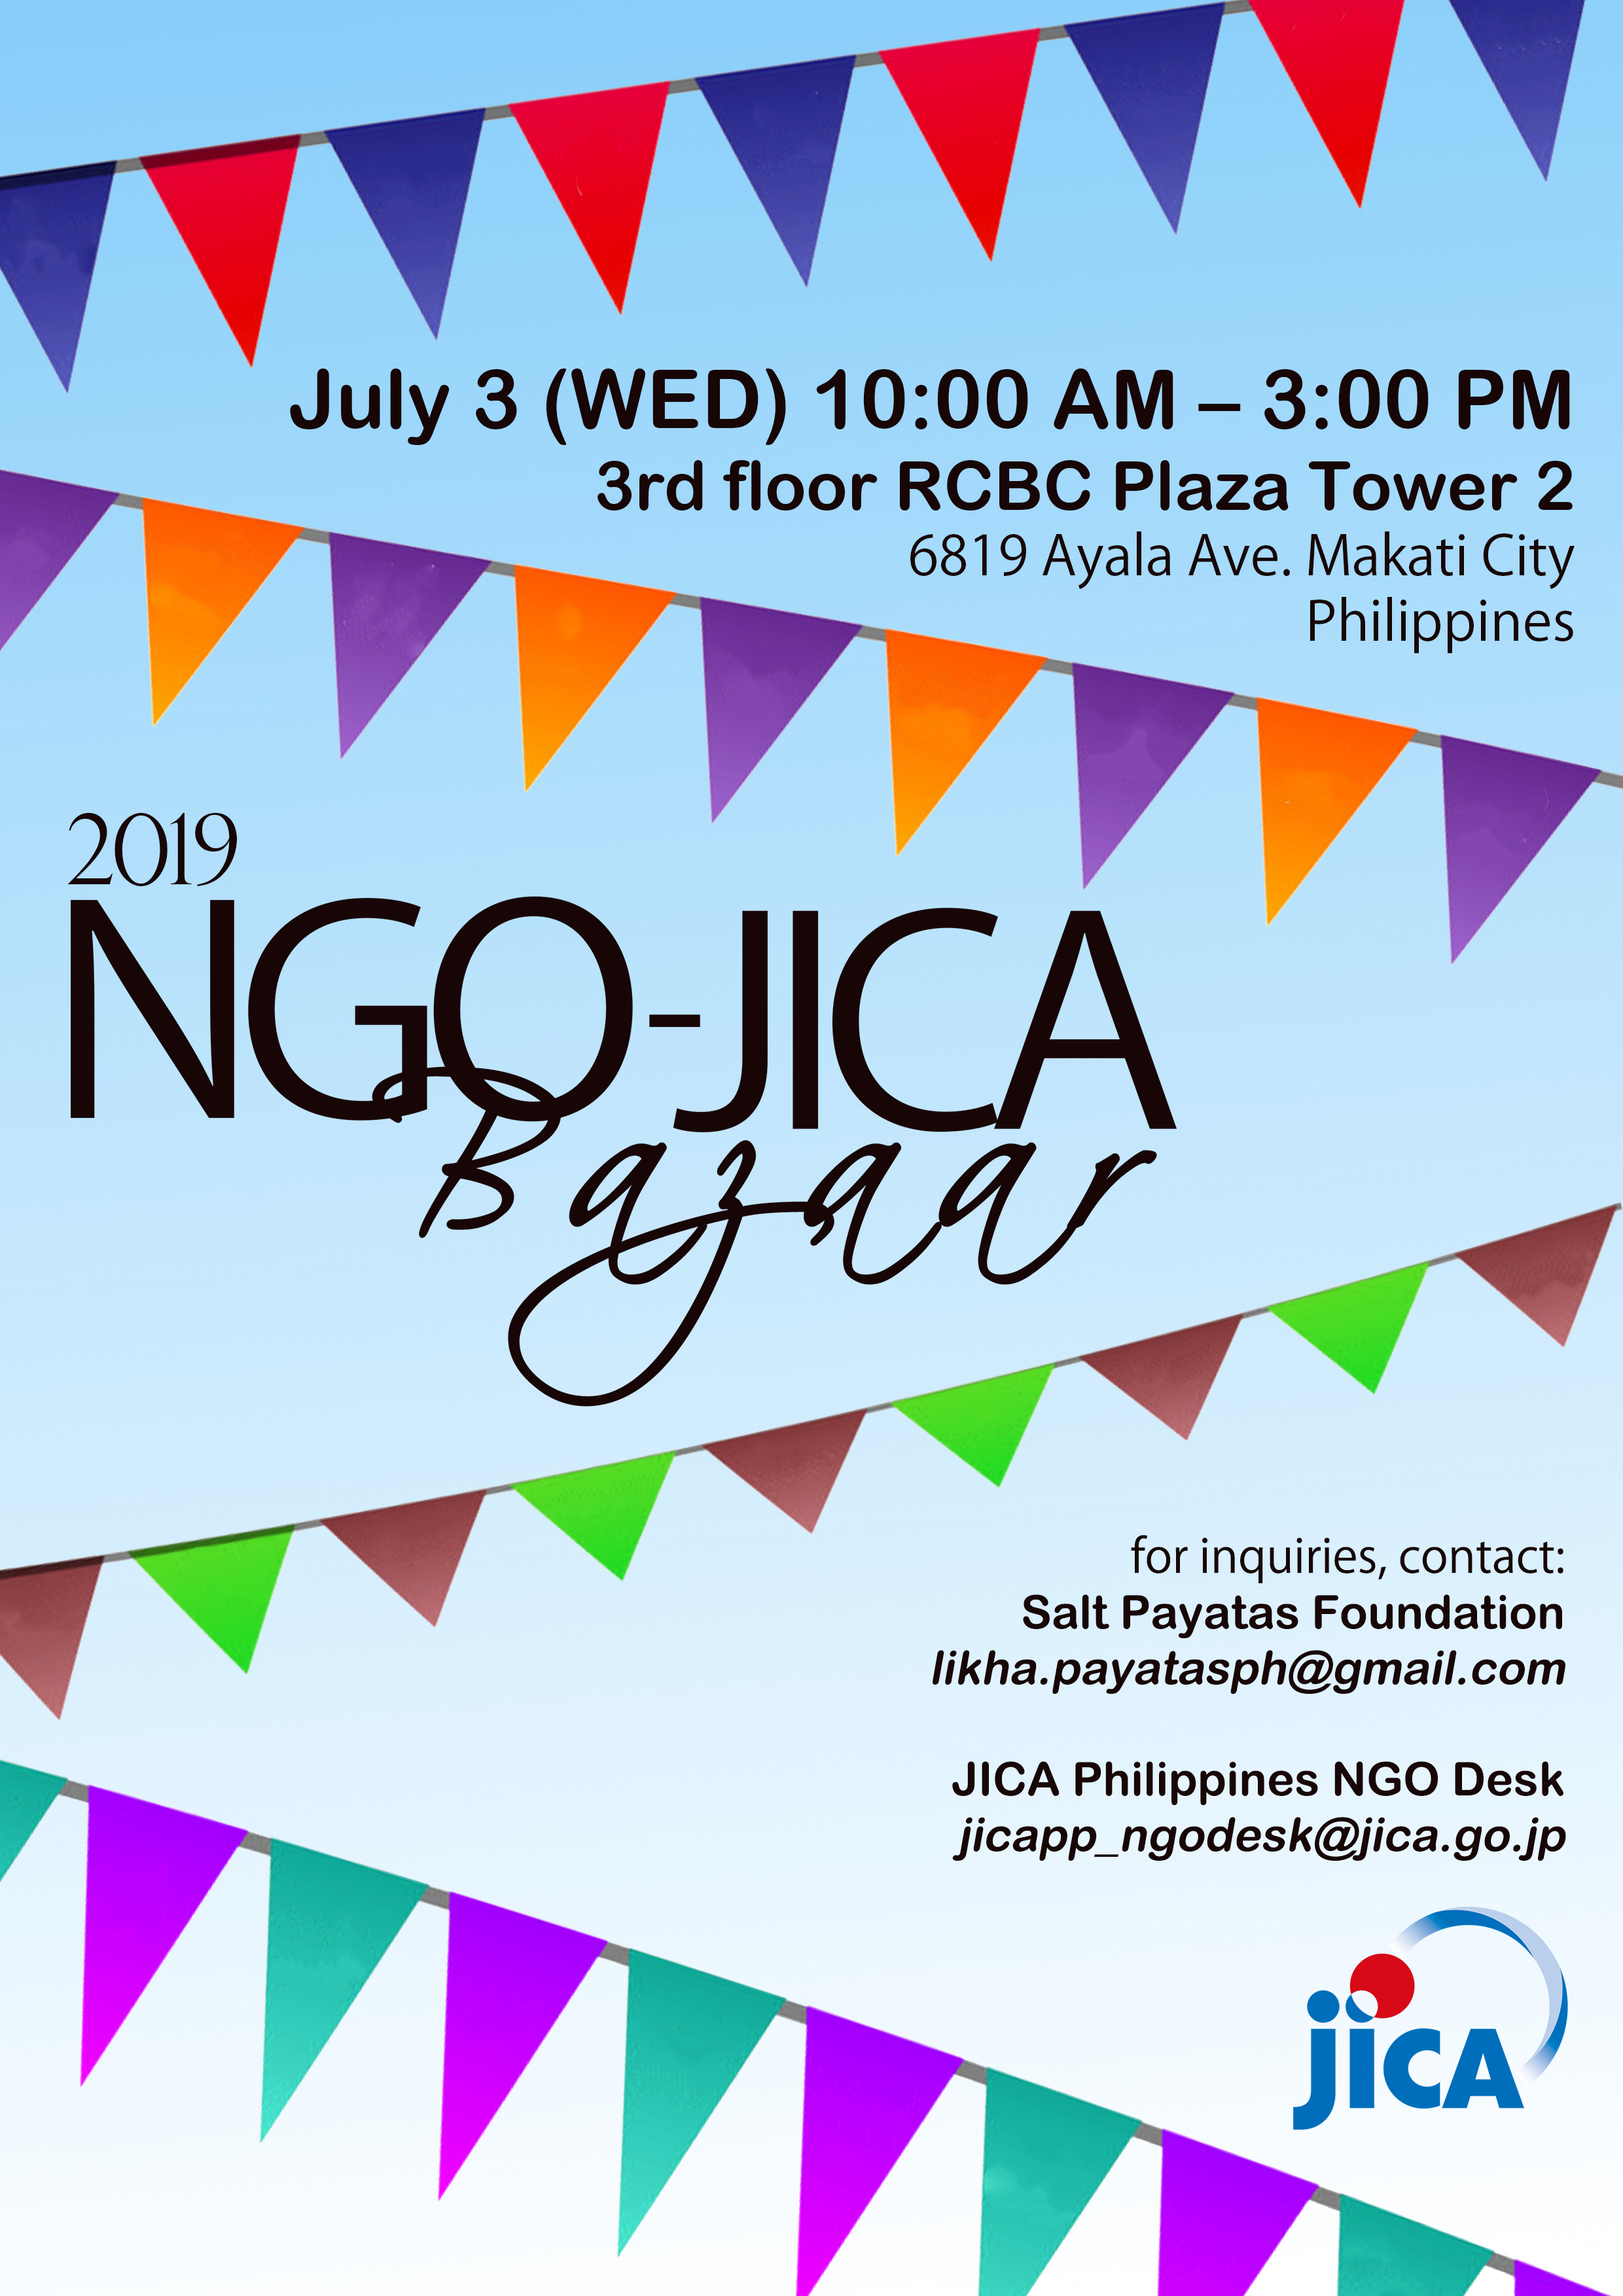 July 3 (WED) 10:00 AM – 3:00 PM
3rd floor RCBC Plaza Tower 2
6819 Ayala Ave. Makati City
Philippines
2019
NGO-JICA
Bazaar
for inquiries, contact:
Salt Payatas Foundation
likha.payatasph@gmail.com
JICA Philippines NGO Desk
jicapp_ngodesk@jica.go.jp
jica